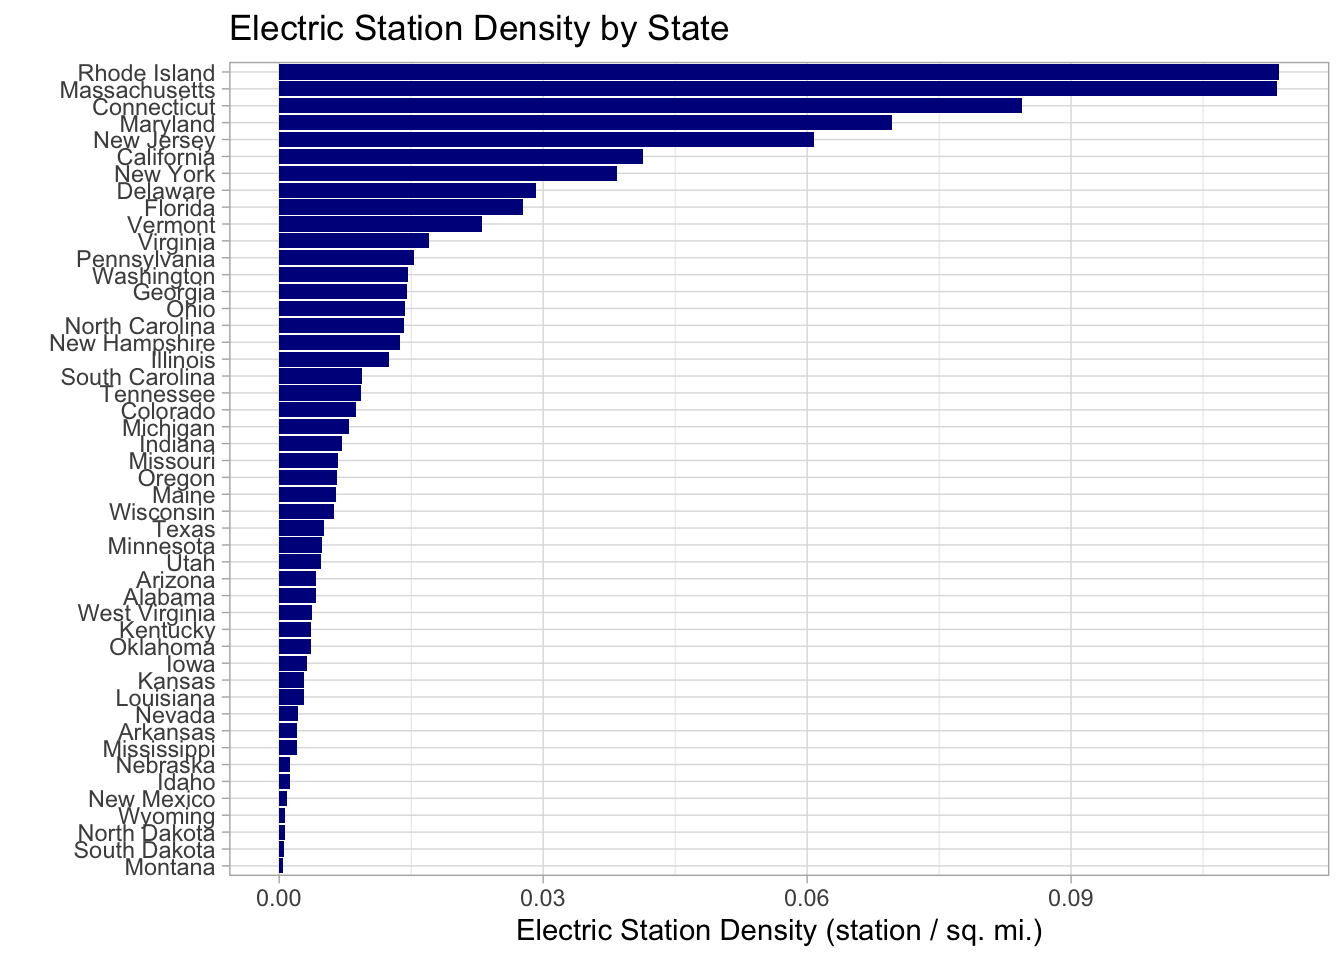 Electric Station Density by State
Rhode Island
Massachusetts
Connecticut
Maryland
New Jersey
California
New York
Delaware
Florida
Vermont
Virginia
Pennsylvania
Washington
Georgia
Ohio
North Carolina
New Hampshire
Illinois
South Carolina
Tennessee
Colorado
Michigan
Indiana
Missouri
Oregon
Maine
Wisconsin
Texas
Minnesota
Utah
Arizona
Alabama
West Virginia
Kentucky
Oklahoma
Iowa
Kansas
Louisiana
Nevada
Arkansas
Mississippi
Nebraska
Idaho
New Mexico
Wyoming
North Dakota
South Dakota
Montana
0.00 0.03 0.06 0.09
Electric Station Density (station / sq. mi.)